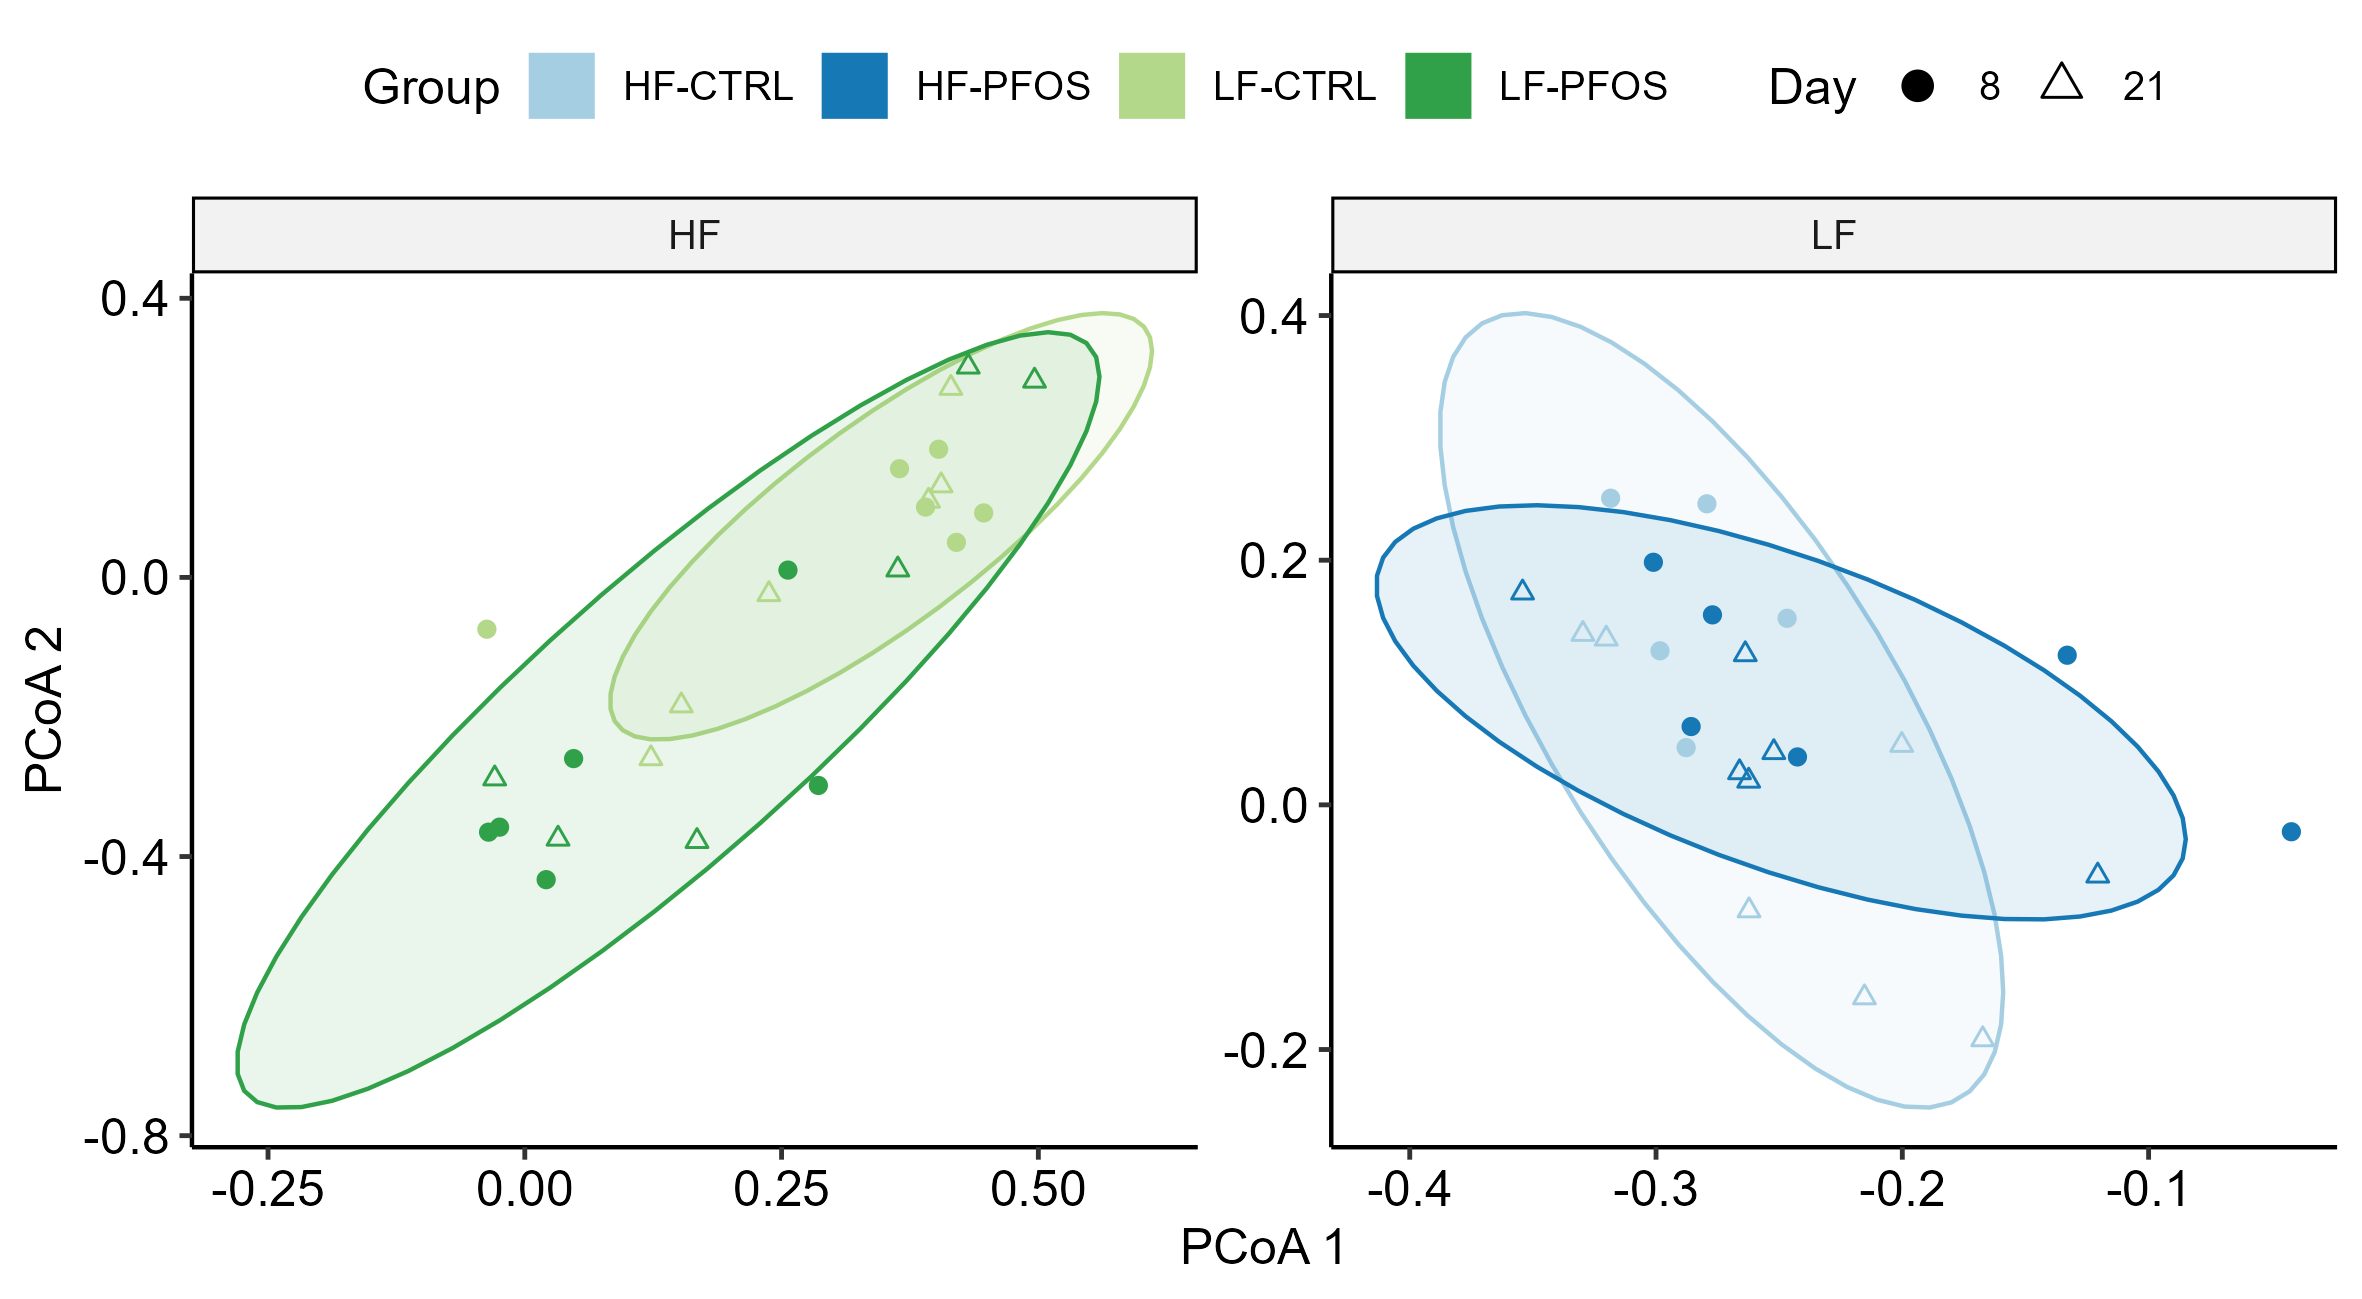 Group HF-CTRL HF-PFOS LF-CTRL LF-PFOS Day 8 21
HF
LF
0.4
0.0
-0.4
-0.8
0.4
0.2
0.0
-0.2
-0.25 0.00 0.25 0.50
-0.4 -0.3 -0.2 -0.1
PCoA 2
PCoA 1